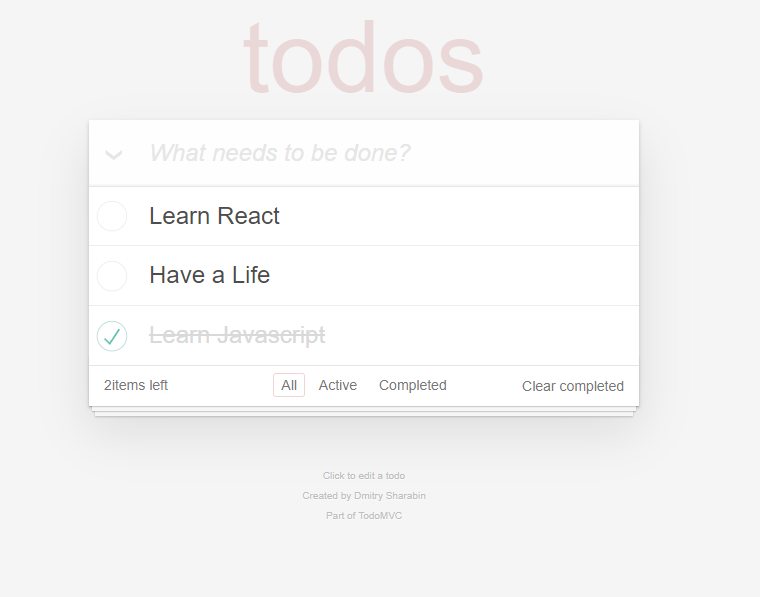 todos
What needs to be done?
Learn React
Have a Life
Learn Javascript
2items left All Active Completed Clear completed
Click to edit a todo
Created by Dmitry Sharabin
Part of TodoMVC